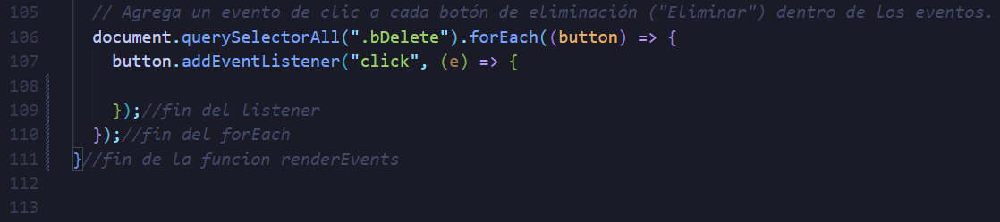 105 // Agrega un evento de clic a cada botón de eliminación ("Eliminar") dentro de los eventos.
106 document.querySelectorAll(".bDelete").forEach((button) => {
107 button.addEventListener("click", (e) => {
108
109 });//fin del listener
110 });//fin del forEach
111 }//fin de la funcion renderEvents
112
113